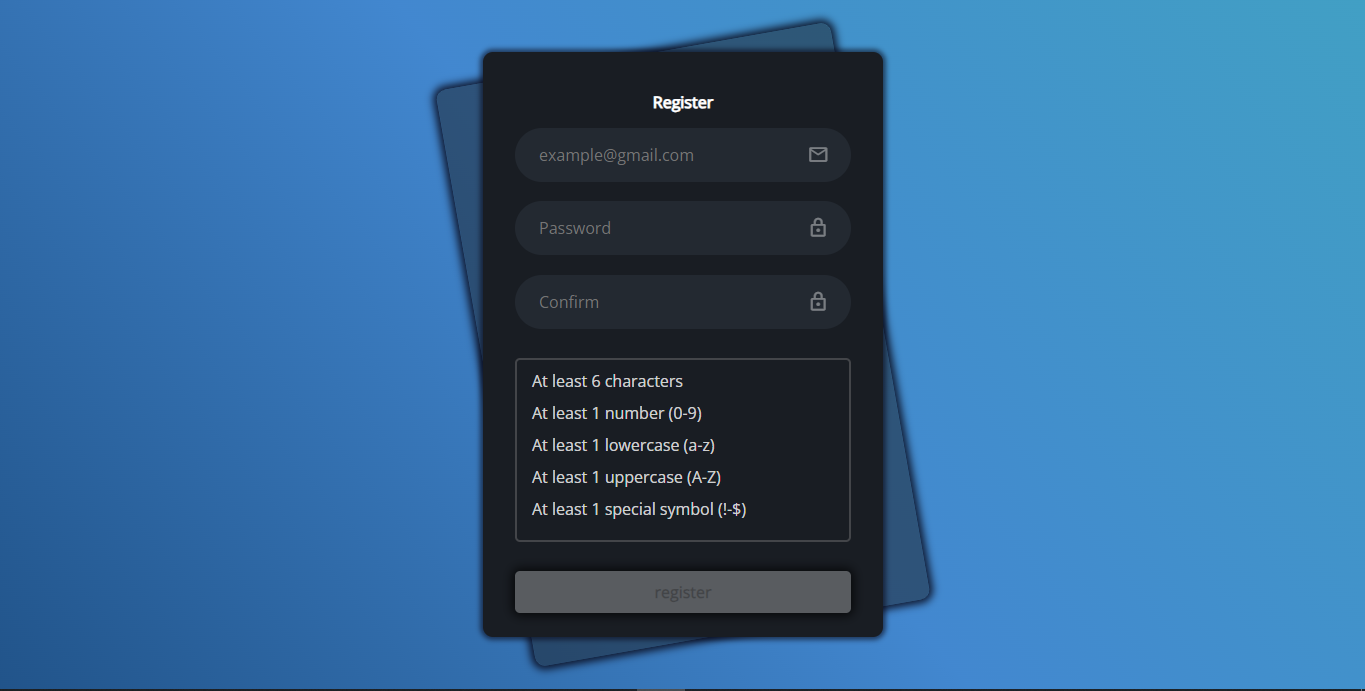 Register
example@gmail.com
Password
Confirm
At least 6 characters
At least 1 number (0-9)
At least 1 lowercase (a-z)
At least 1 uppercase (A-Z)
At least 1 special symbol (!-$)
register